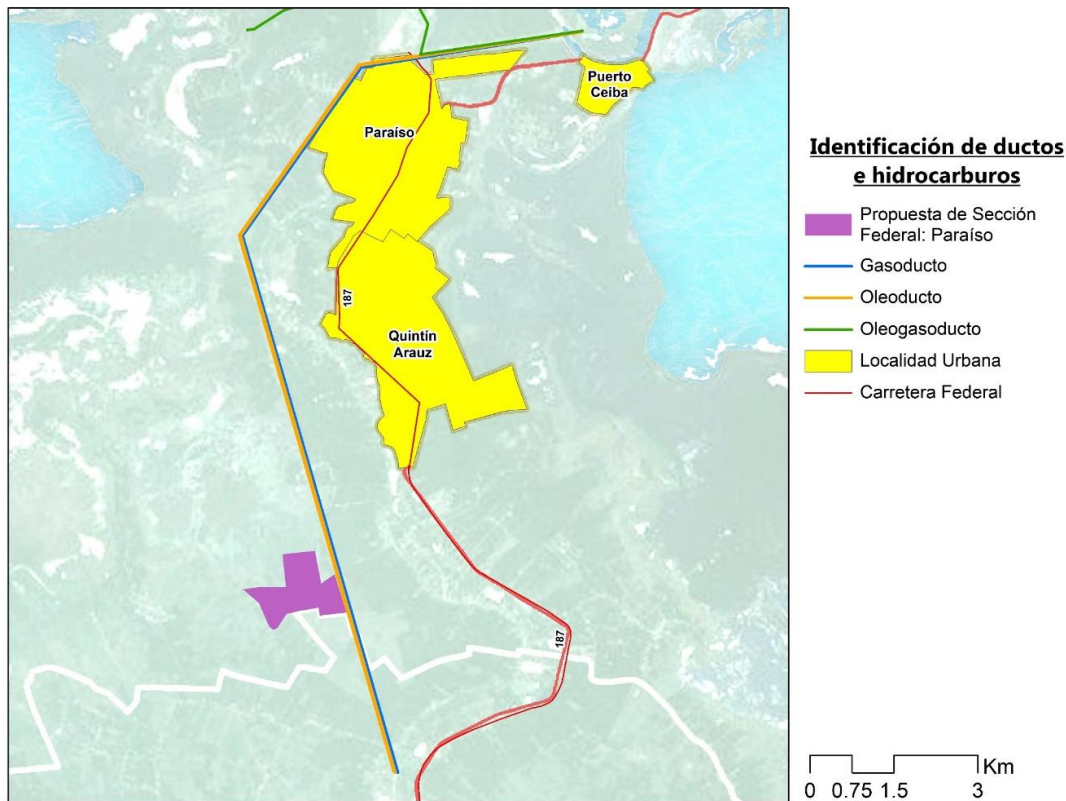 Puerto
Ceiba
Paraíso
187
Quintín
Arauz
187
Identificación de ductos
e hidrocarburos
Propuesta de Sección
Federal: Paraíso
Gasoducto
Oleoducto
Oleogasoducto
Localidad Urbana
Carretera Federal
Km
0 0.75 1.5 3